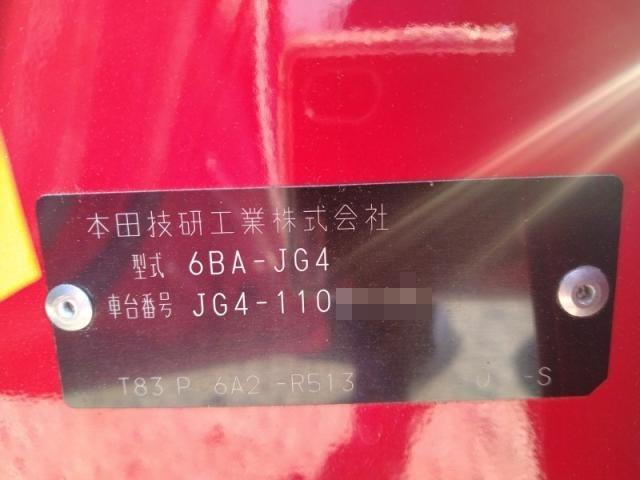 本田技研工業株式会社
型式 6BA-JG4
車台番号 JG4-110
T83 P 6A2 -R513 J -S